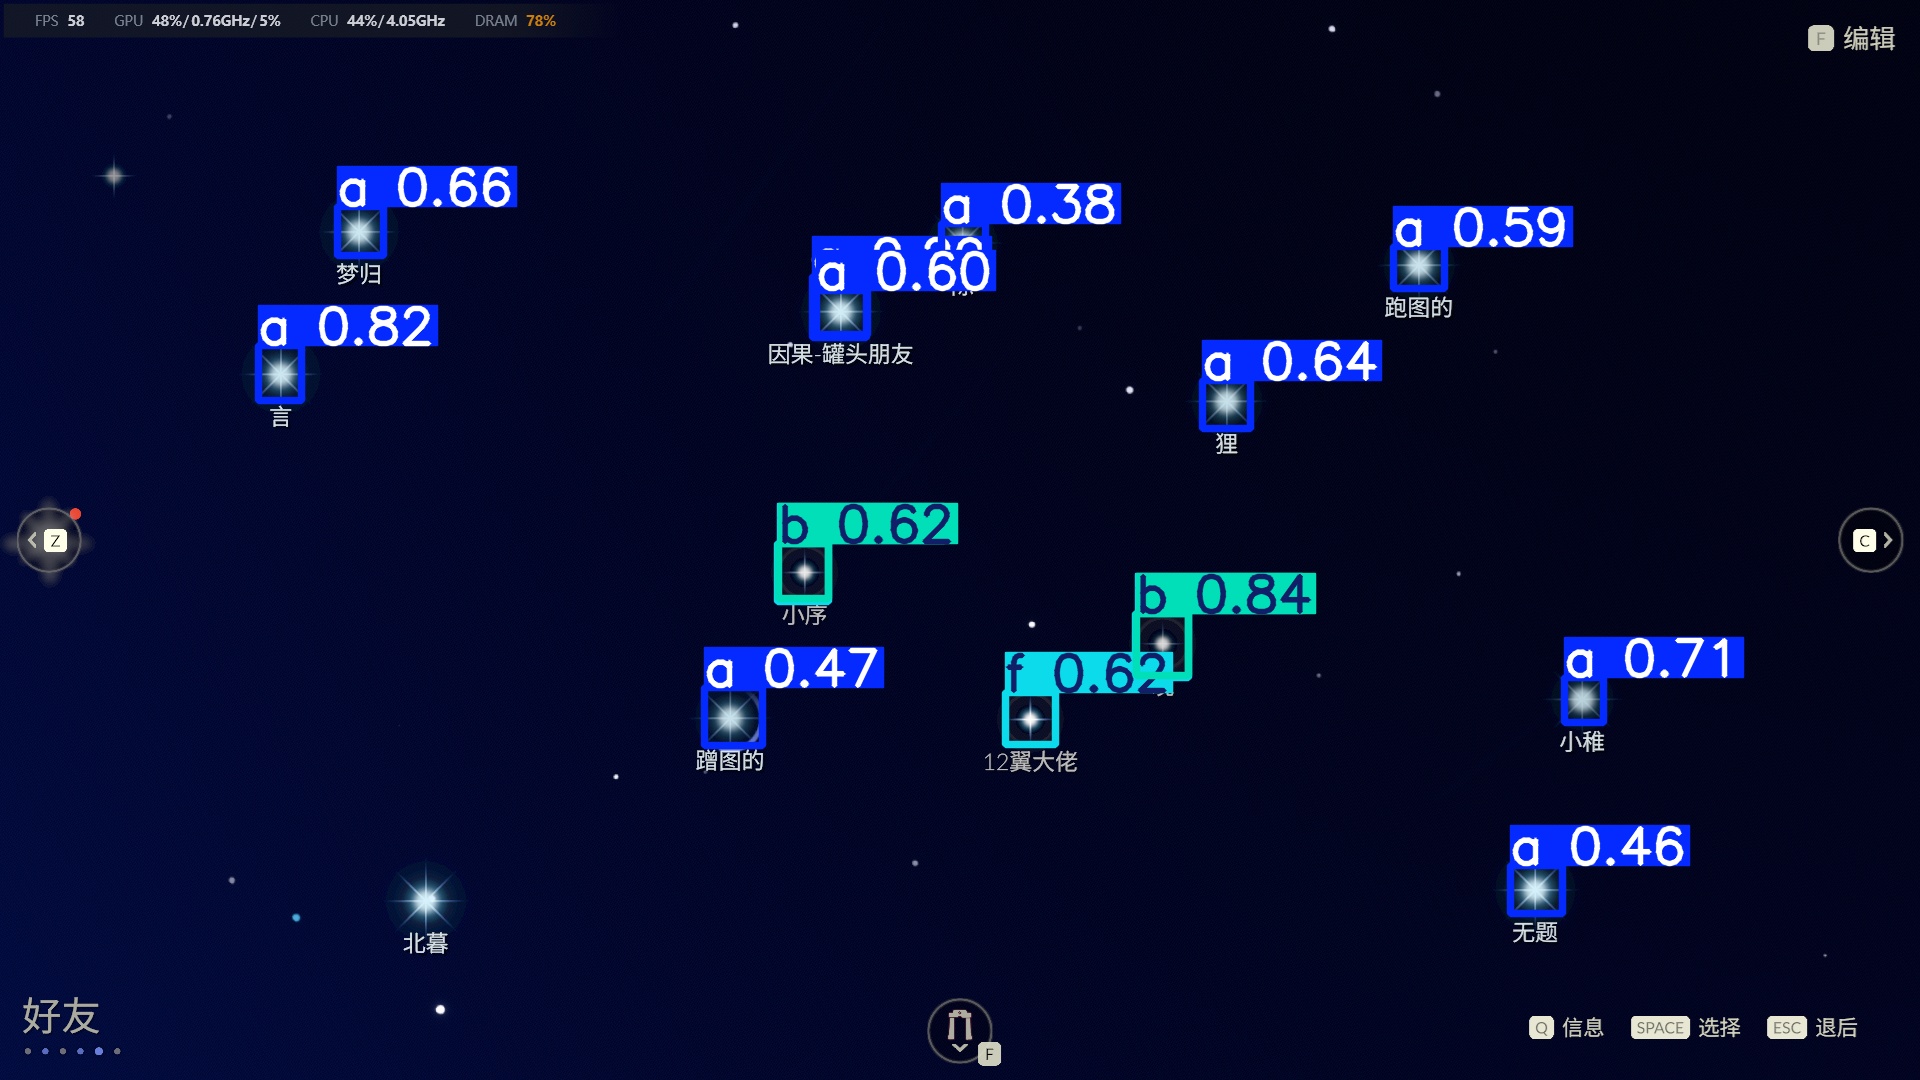 FPS 58 GPU 48%/0.76GHz/5% CPU 44%/4.05GHz DRAM 78%
F 编辑
a 0.66
梦归
a 0.38
a 0.60
因果-罐头朋友
a 0.59
跑图的
a 0.82
言
a 0.64
狸
Z
C
b 0.62
小序
b 0.84
a 0.47
蹭图的
f 0.62
12翼大佬
a 0.71
小稚
a 0.46
无题
北暮
好友
F
Q 信息 SPACE 选择 ESC 退后